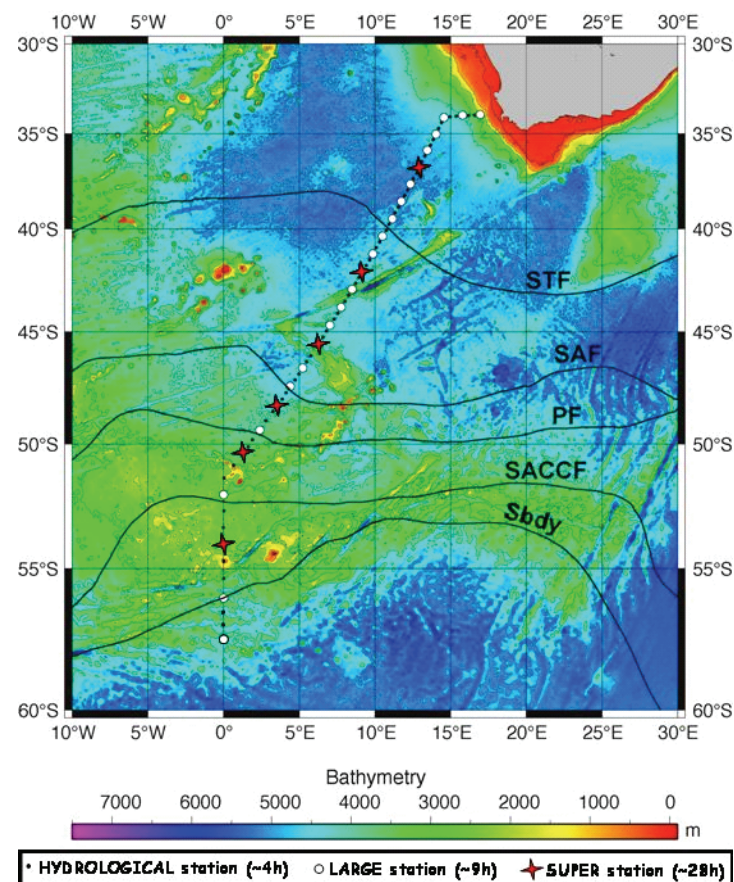 10°W 5°W 0° 5°E 10°E 15°E 20°E 25°E 30°E
30°S 30°S
35°S 35°S
40°S 40°S
STF
45°S 45°S
SAF
PF
50°S 50°S
SACCF
Sbdy
55°S 55°S
60°S 60°S
10°W 5°W 0° 5°E 10°E 15°E 20°E 25°E 30°E
Bathymetry
7000 6000 5000 4000 3000 2000 1000 0
m
HYDROLOGICAL station (~4h) LARGE station (~9h) SUPER station (~28h)